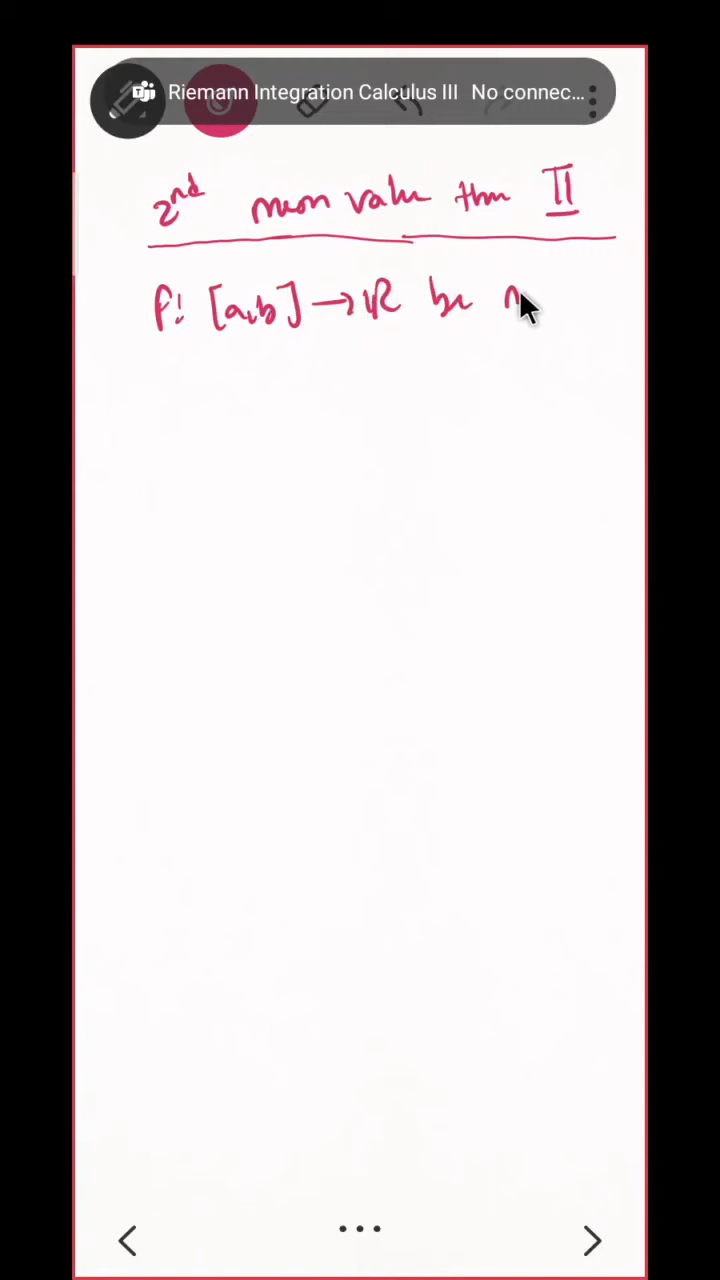 Riemann Integration Calculus III No connec...
2nd mean value thm II
f: [a,b] → R be